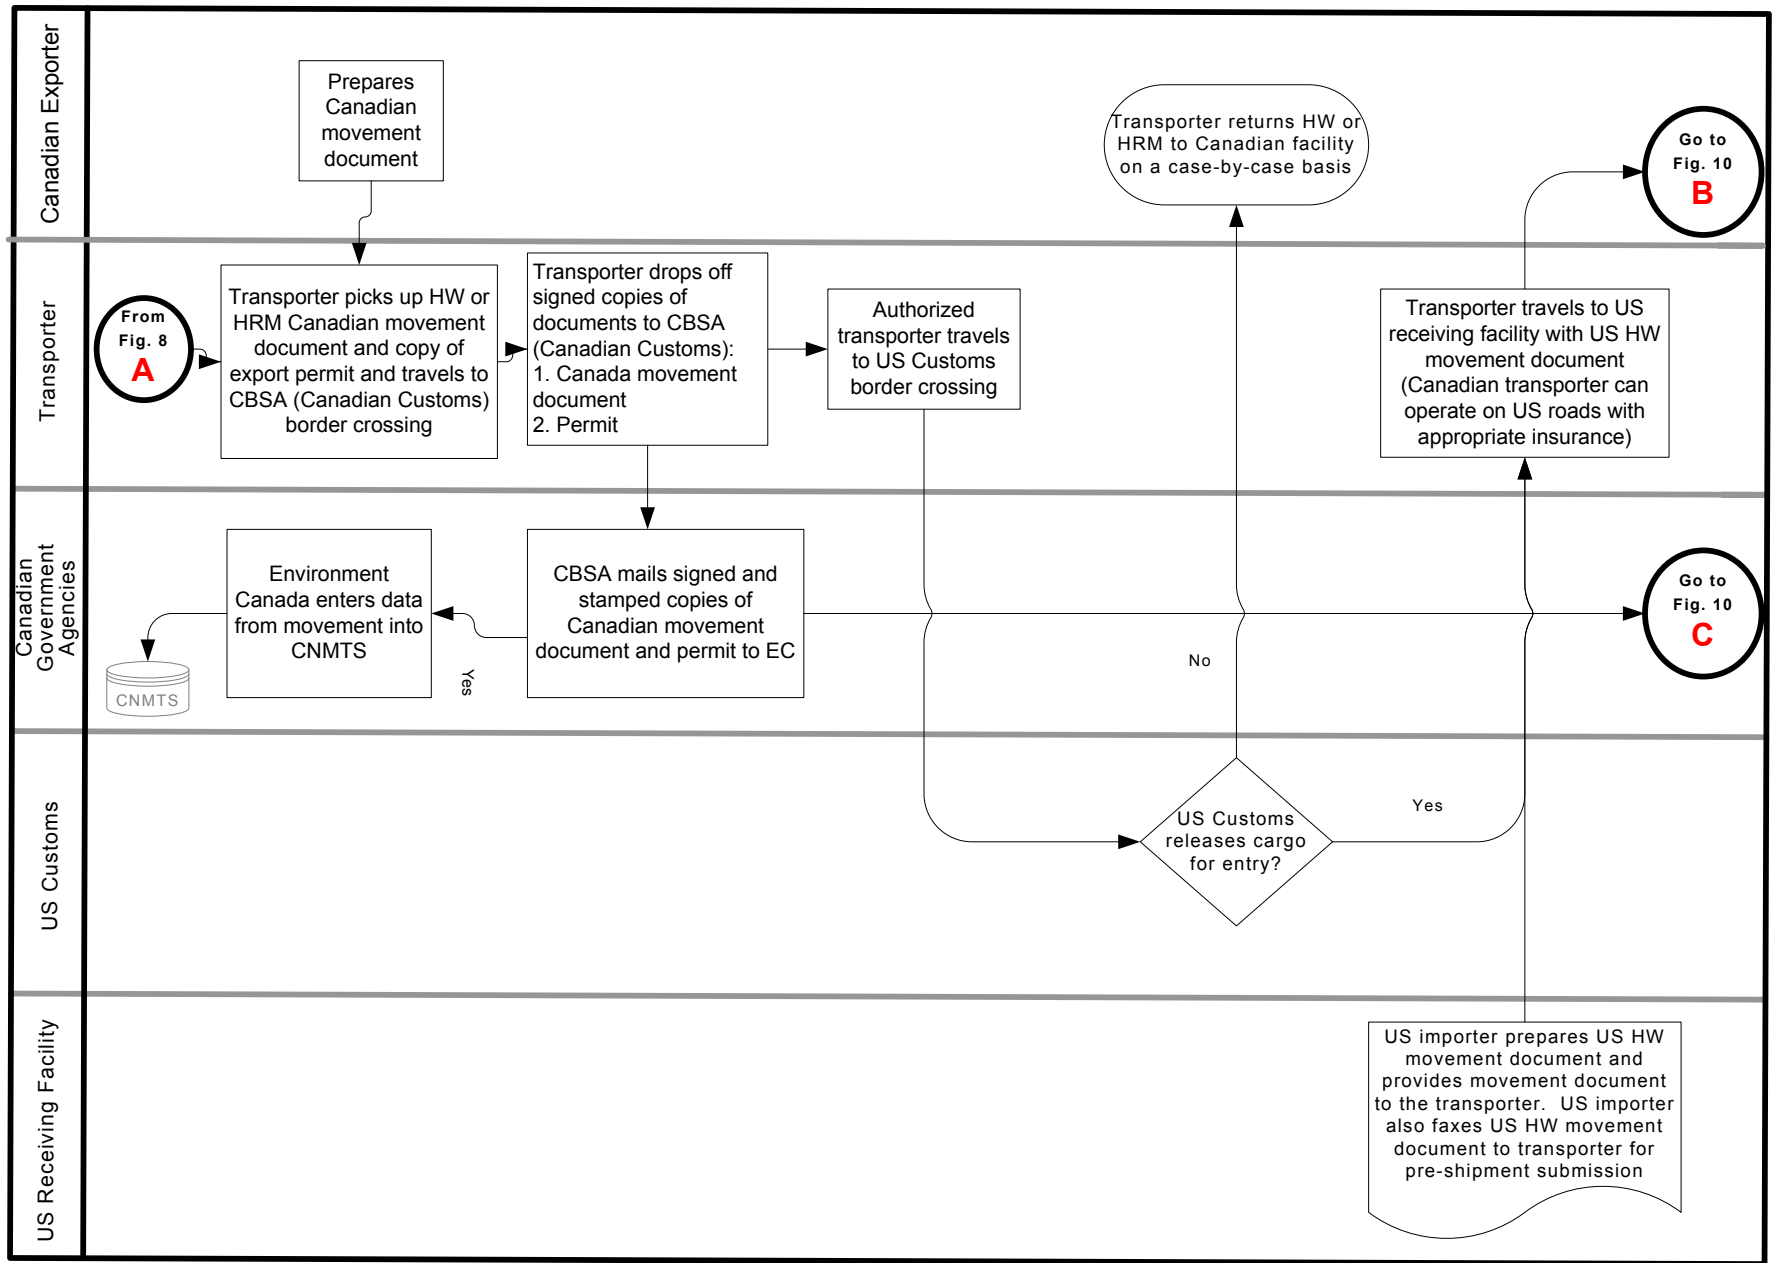 Canadian Exporter
Prepares
Canadian
movement
document
Transporter returns HW or
HRM to Canadian facility
on a case-by-case basis
Go to
Fig. 10
B
Transporter
From
Fig. 8
A
Transporter picks up HW or
HRM Canadian movement
document and copy of
export permit and travels to
CBSA (Canadian Customs)
border crossing
Transporter drops off
signed copies of
documents to CBSA
(Canadian Customs):
1. Canada movement
document
2. Permit
Authorized
transporter travels
to US Customs
border crossing
Transporter travels to US
receiving facility with US HW
movement document
(Canadian transporter can
operate on US roads with
appropriate insurance)
Canadian
Government
Agencies
CNMTS
Environment
Canada enters data
from movement into
CNMTS
Yes
CBSA mails signed and
stamped copies of
Canadian movement
document and permit to EC
No
Go to
Fig. 10
C
US Customs
US Customs
releases cargo
for entry?
Yes
US Receiving Facility
US importer prepares US HW
movement document and
provides movement document
to the transporter.  US importer
also faxes US HW movement
document to transporter for
pre-shipment submission